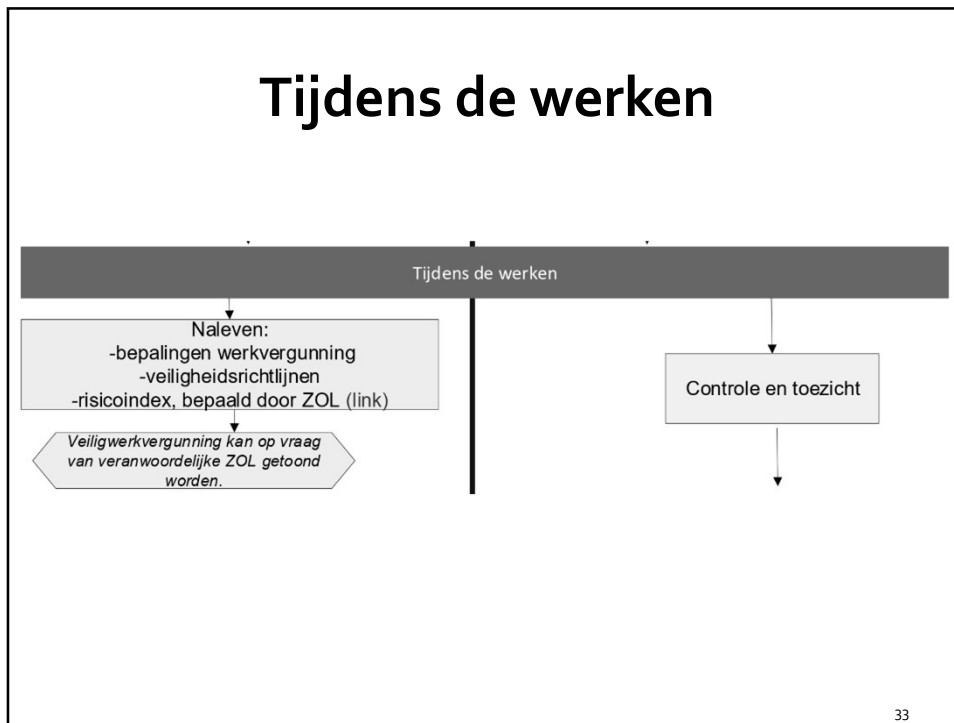 Tijdens de werken
Tijdens de werken
Naleven:
-bepalingen werkvergunning
-veiligheidsrichtlijnen
-risicoindex, bepaald door ZOL (link)
Veiligwerkvergunning kan op vraag
van veranwoordelijke ZOL getoond
worden.
Controle en toezicht
33